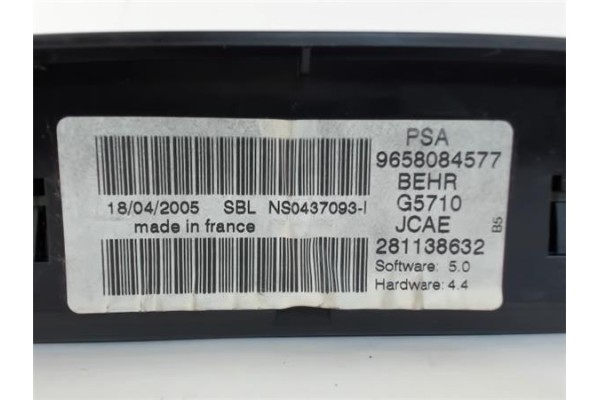 18/04/2005 SBL NS0437093-I
made in france
PSA
9658084577
BEHR
G5710
JCAE
281138632
Software: 5.0
Hardware: 4.4
B5